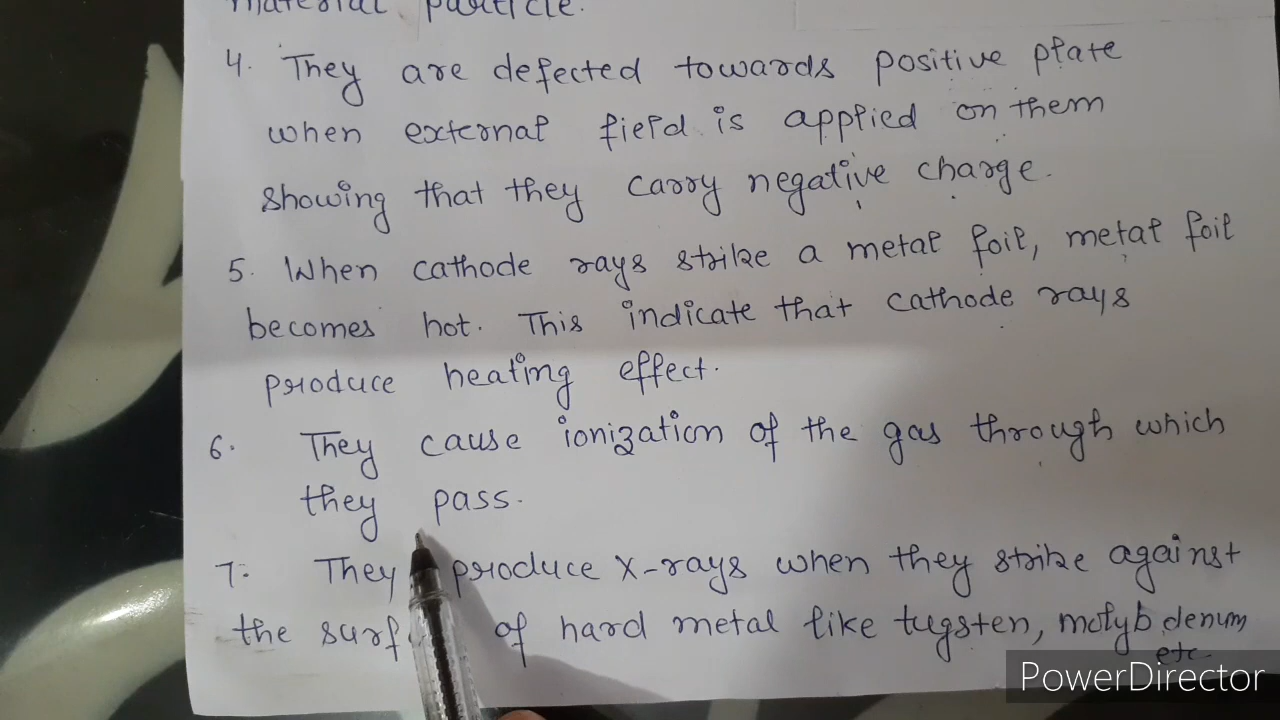 material particle.
4. They are defected towards positive plate
when external field is applied on them
showing that they carry negative charge.
5. When cathode rays strike a metal foil, metal foil
becomes hot. This indicate that cathode rays
produce heating effect.
6. They cause ionization of the gas through which
they pass.
7. They produce X-rays when they strike against
the of hard metal like tugsten, molybdenum
etc.
PowerDirector